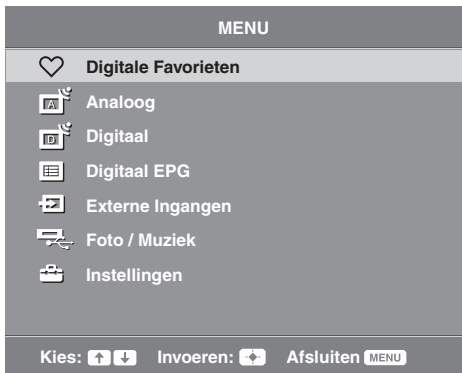 MENU
Digitale Favorieten
A Analoog
D Digitaal
Digitaal EPG
Externe Ingangen
Foto / Muziek
Instellingen
Kies: ↑ ↓ Invoeren: Afsluiten MENU